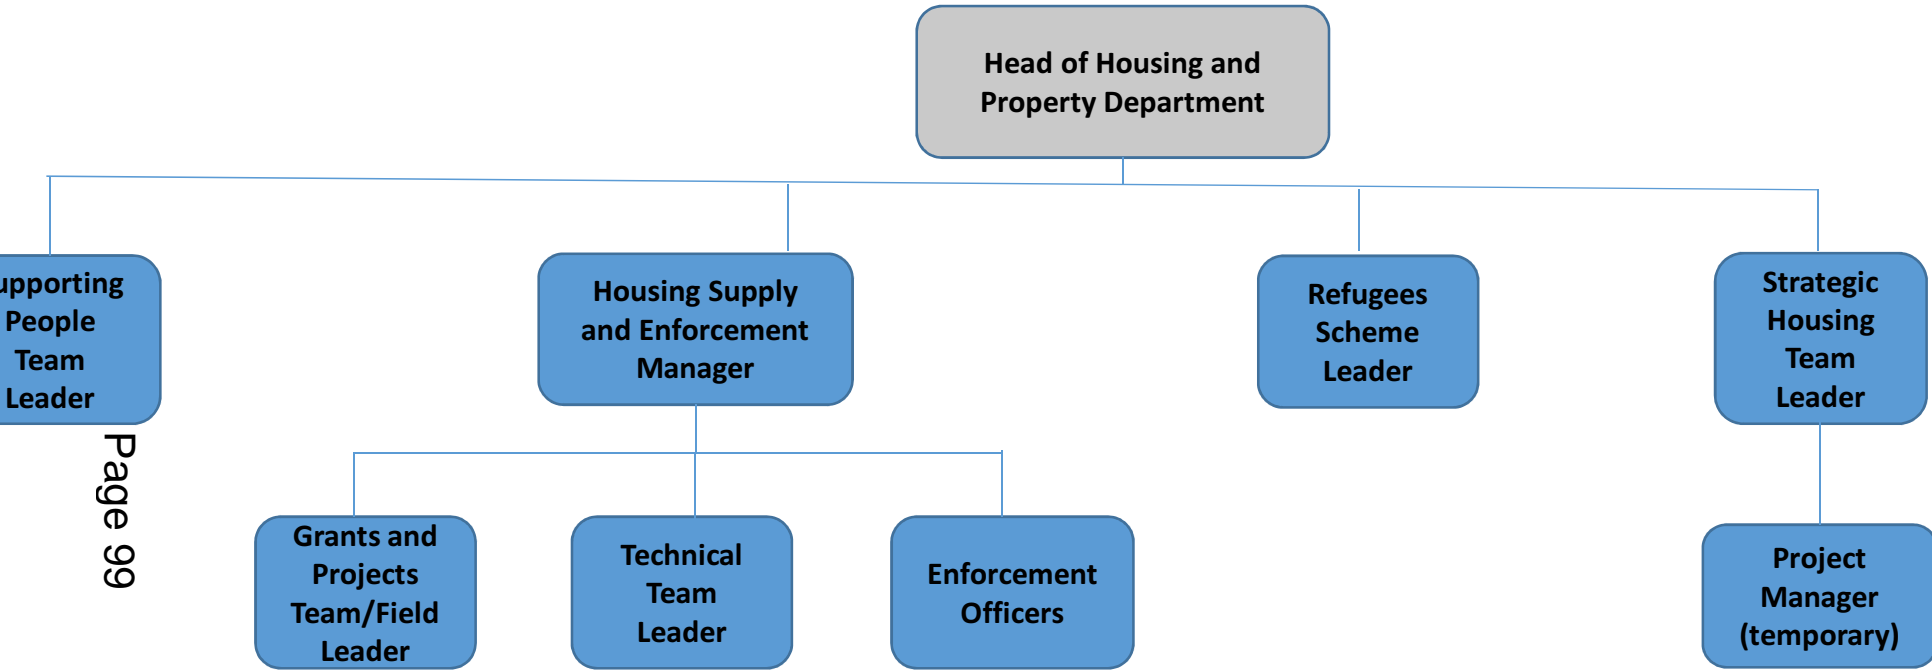 Head of Housing and
Property Department
upporting
People
Team
Leader
Housing Supply
and Enforcement
Manager
Refugees
Scheme
Leader
Strategic
Housing
Team
Leader
Page 99
Grants and
Projects
Team/Field
Leader
Technical
Team
Leader
Enforcement
Officers
Project
Manager
(temporary)